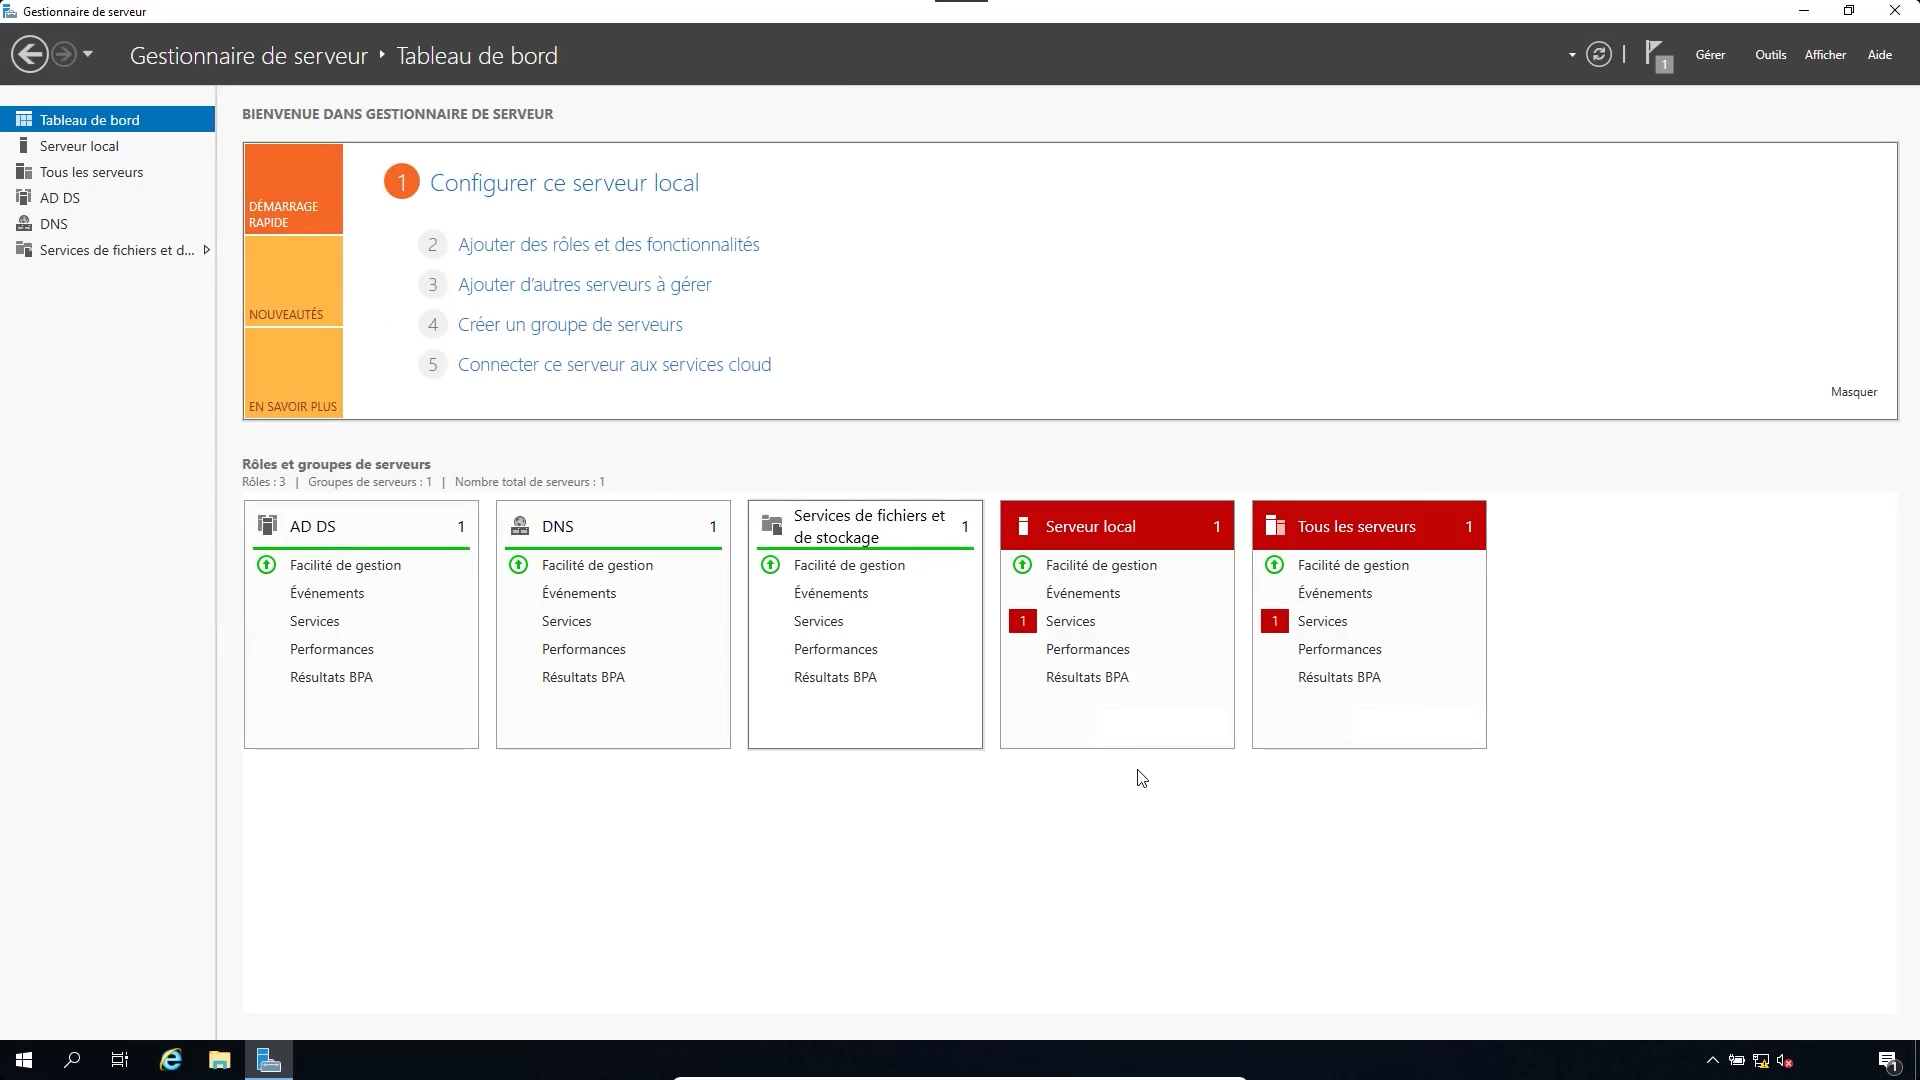 Gestionnaire de serveur
Gestionnaire de serveur ‣ Tableau de bord
1
Gérer
Outils
Afficher
Aide
Tableau de bord
Serveur local
Tous les serveurs
AD DS
DNS
Services de fichiers et d...
BIENVENUE DANS GESTIONNAIRE DE SERVEUR
DÉMARRAGE
RAPIDE
NOUVEAUTÉS
EN SAVOIR PLUS
1 Configurer ce serveur local
2 Ajouter des rôles et des fonctionnalités
3 Ajouter d’autres serveurs à gérer
4 Créer un groupe de serveurs
5 Connecter ce serveur aux services cloud
Masquer
Rôles et groupes de serveurs
Rôles : 3 | Groupes de serveurs : 1 | Nombre total de serveurs : 1
AD DS 1
Facilité de gestion
Événements
Services
Performances
Résultats BPA
DNS 1
Facilité de gestion
Événements
Services
Performances
Résultats BPA
Services de fichiers et
de stockage 1
Facilité de gestion
Événements
Services
Performances
Résultats BPA
Serveur local 1
Facilité de gestion
Événements
1 Services
Performances
Résultats BPA
Tous les serveurs 1
Facilité de gestion
Événements
1 Services
Performances
Résultats BPA
1